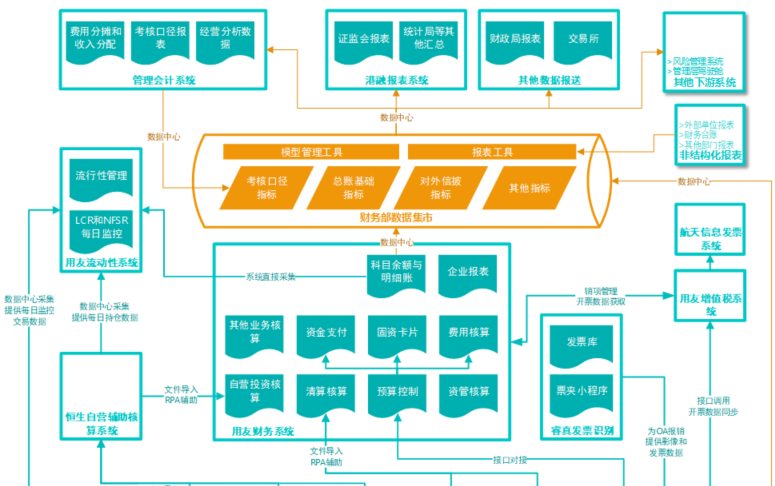 费用分摊和
收入分配
考核口径报
表
经营分析数
据
管理会计系统
证监会报表
统计局等其
他汇总
港融报表系统
财政局报表
交易所
其他数据报送
>风险管理系统
>管理层驾驶舱
其他下游系统
>外部单位报表
>财务台账
>其他部门报表
非结构化报表
数据中心
数据中心
数据中心
模型管理工具
报表工具
考核口径
指标
总账基础
指标
对外信披
指标
其他指标
财务部数据集市
数据中心
流行性管理
LCR和NFSR
每日监控
用友流动性系统
系统直接采集
科目余额与
明细账
企业报表
其他业务核
算
资金支付
固资卡片
费用核算
自营投资核
算
清算核算
预算控制
资管核算
用友财务系统
数据中心采集
提供每日监控
交易数据
数据中心采集
提供每日持仓数据
恒生自营辅助核
算系统
文件导入
RPA辅助
文件导入
RPA辅助
接口对接
销项管理
开票数据获取
发票库
票夹小程序
容真发票识别
航天信息发票
系统
用友增值税系
统
接口调用
开票数据同步
为OA报销
提供影像和
发票数据